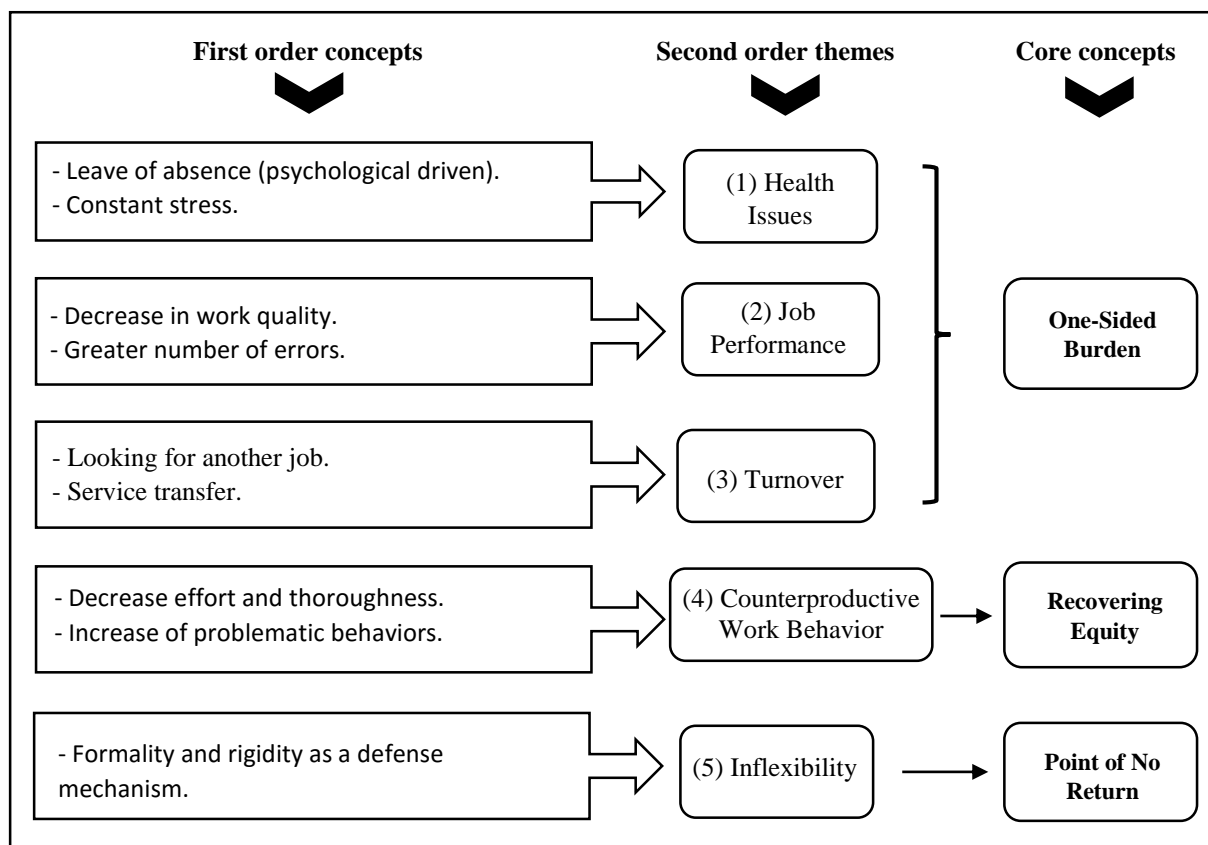 First order concepts
Second order themes
Core concepts
- Leave of absence (psychological driven).
- Constant stress.
(1) Health
Issues
- Decrease in work quality.
- Greater number of errors.
(2) Job
Performance
One-Sided
Burden
- Looking for another job.
- Service transfer.
(3) Turnover
- Decrease effort and thoroughness.
- Increase of problematic behaviors.
(4) Counterproductive
Work Behavior
Recovering
Equity
- Formality and rigidity as a defense
mechanism.
(5) Inflexibility
Point of No
Return